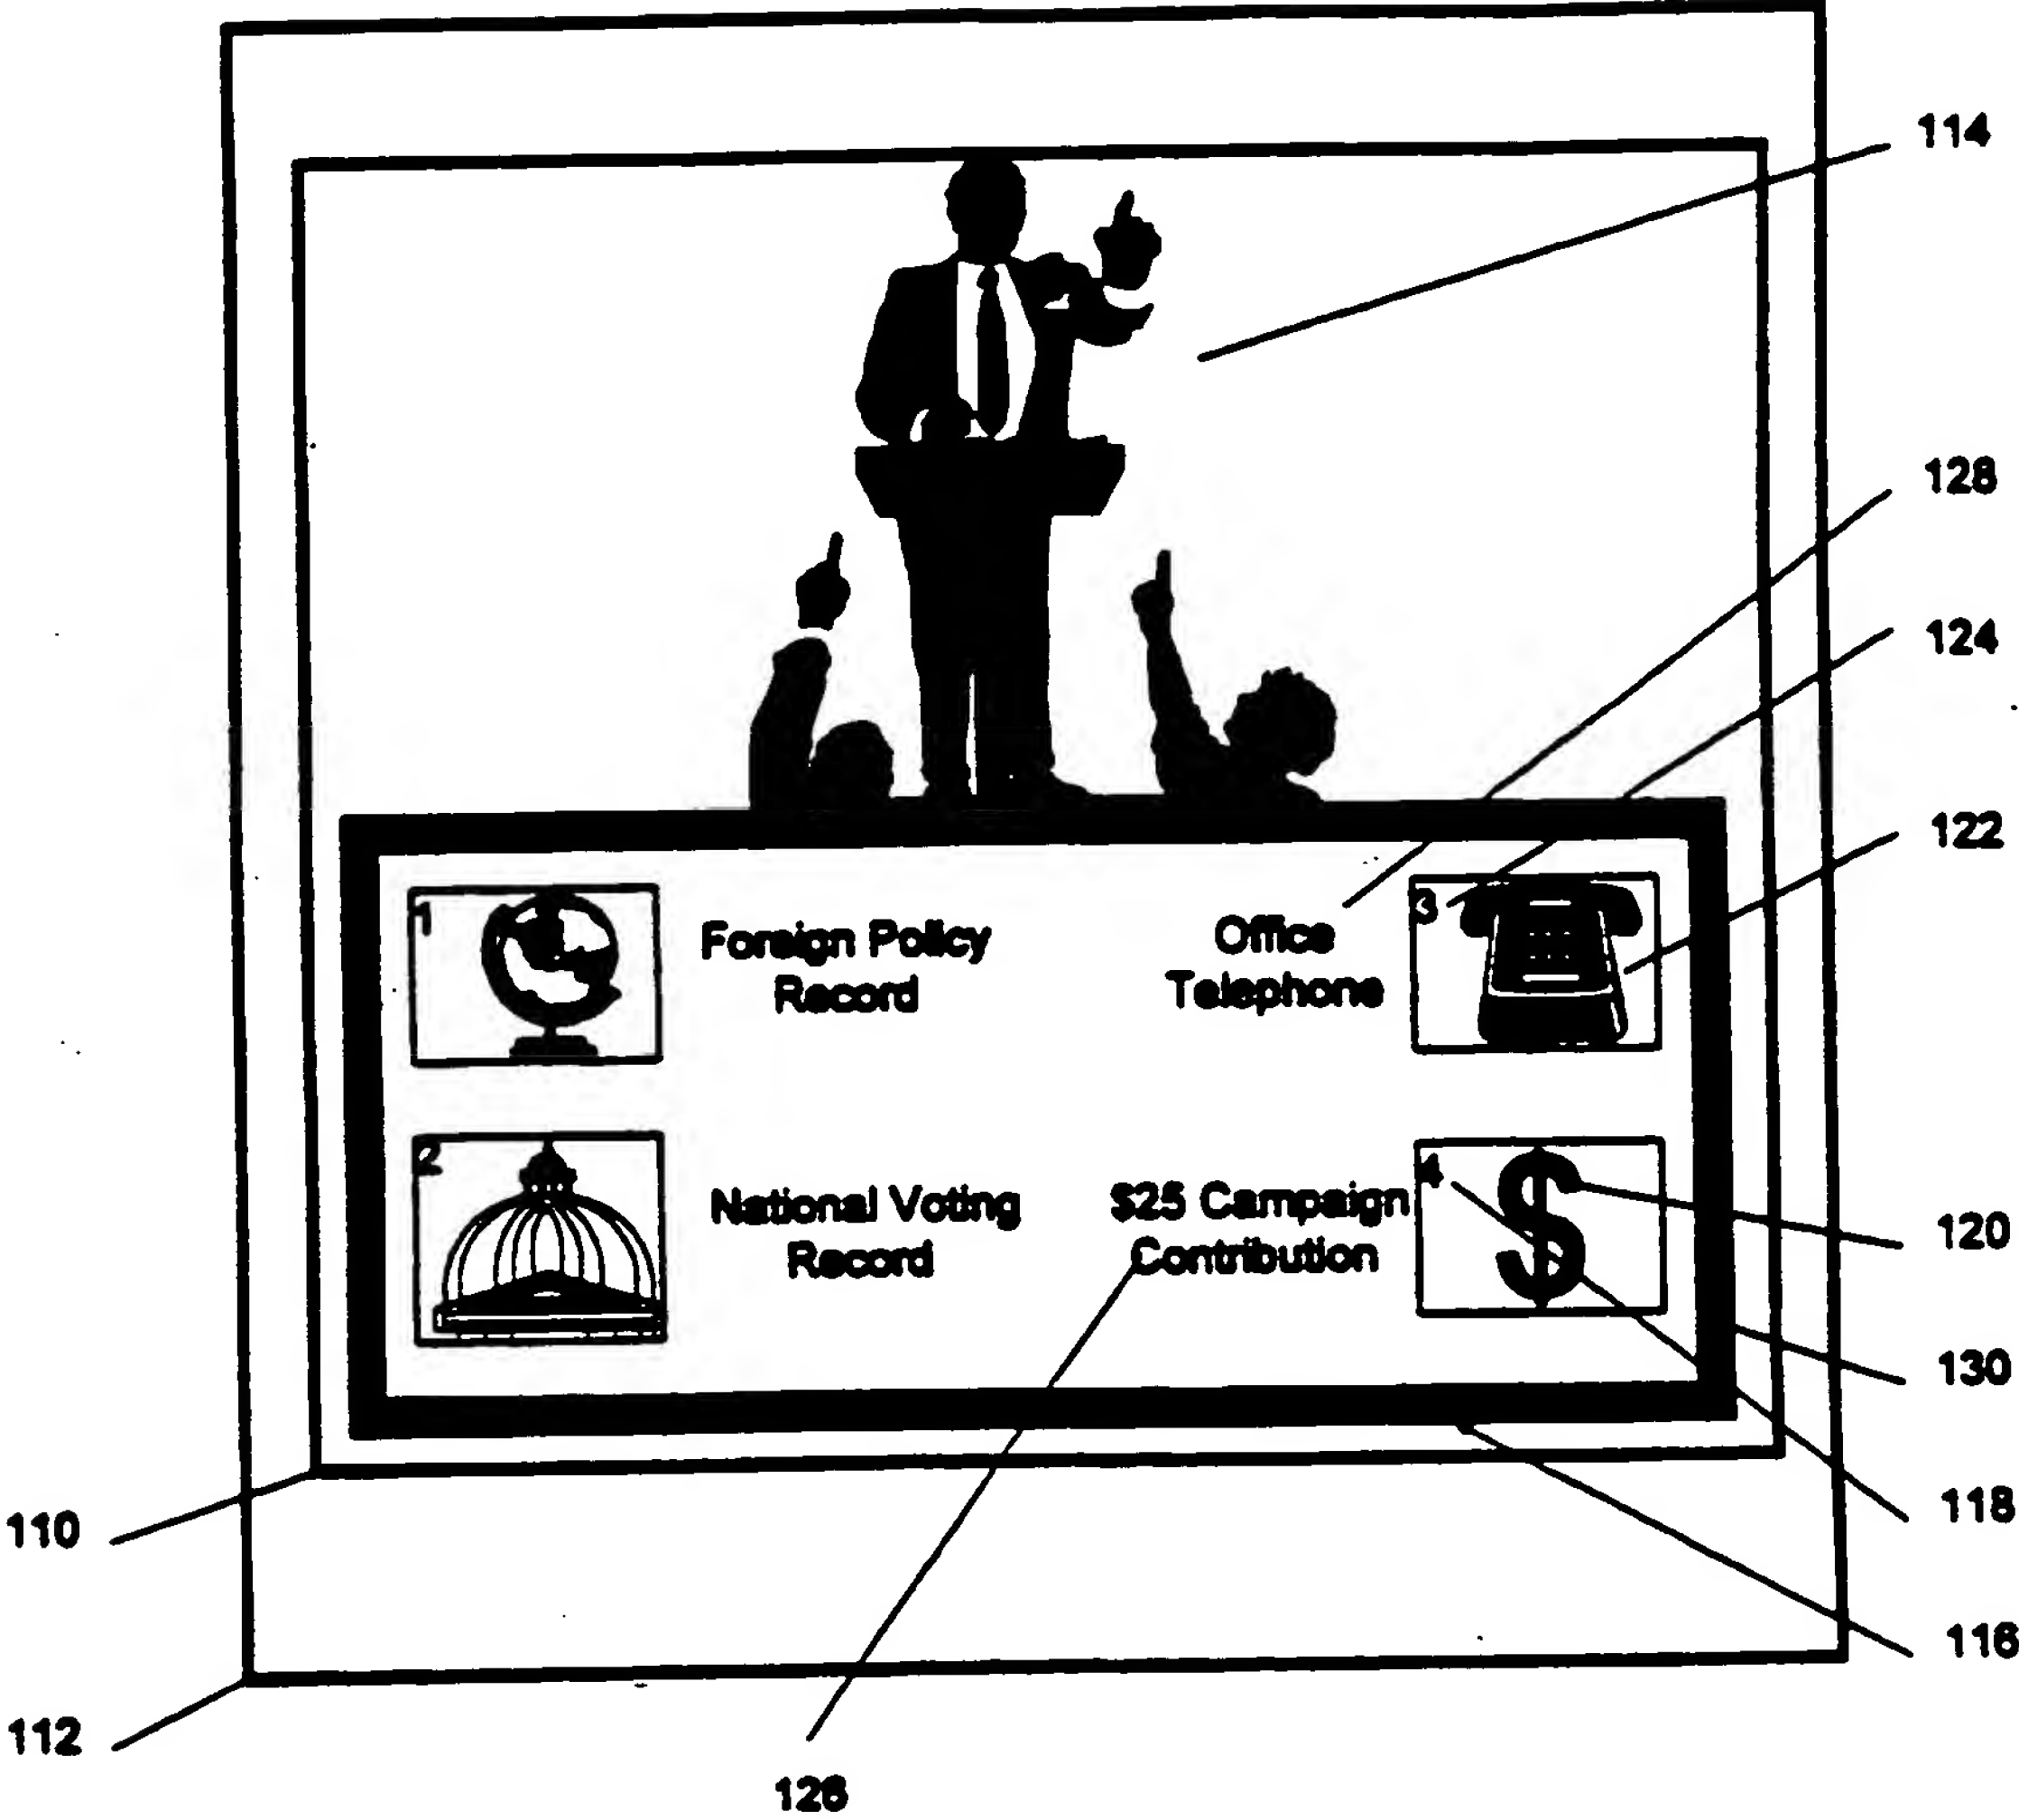 114
128
124
122
1
Foreign Policy
Record
Office
Telephone
3
2
National Voting
Record
$25 Campaign
Contribution
4
120
130
118
116
110
112
126